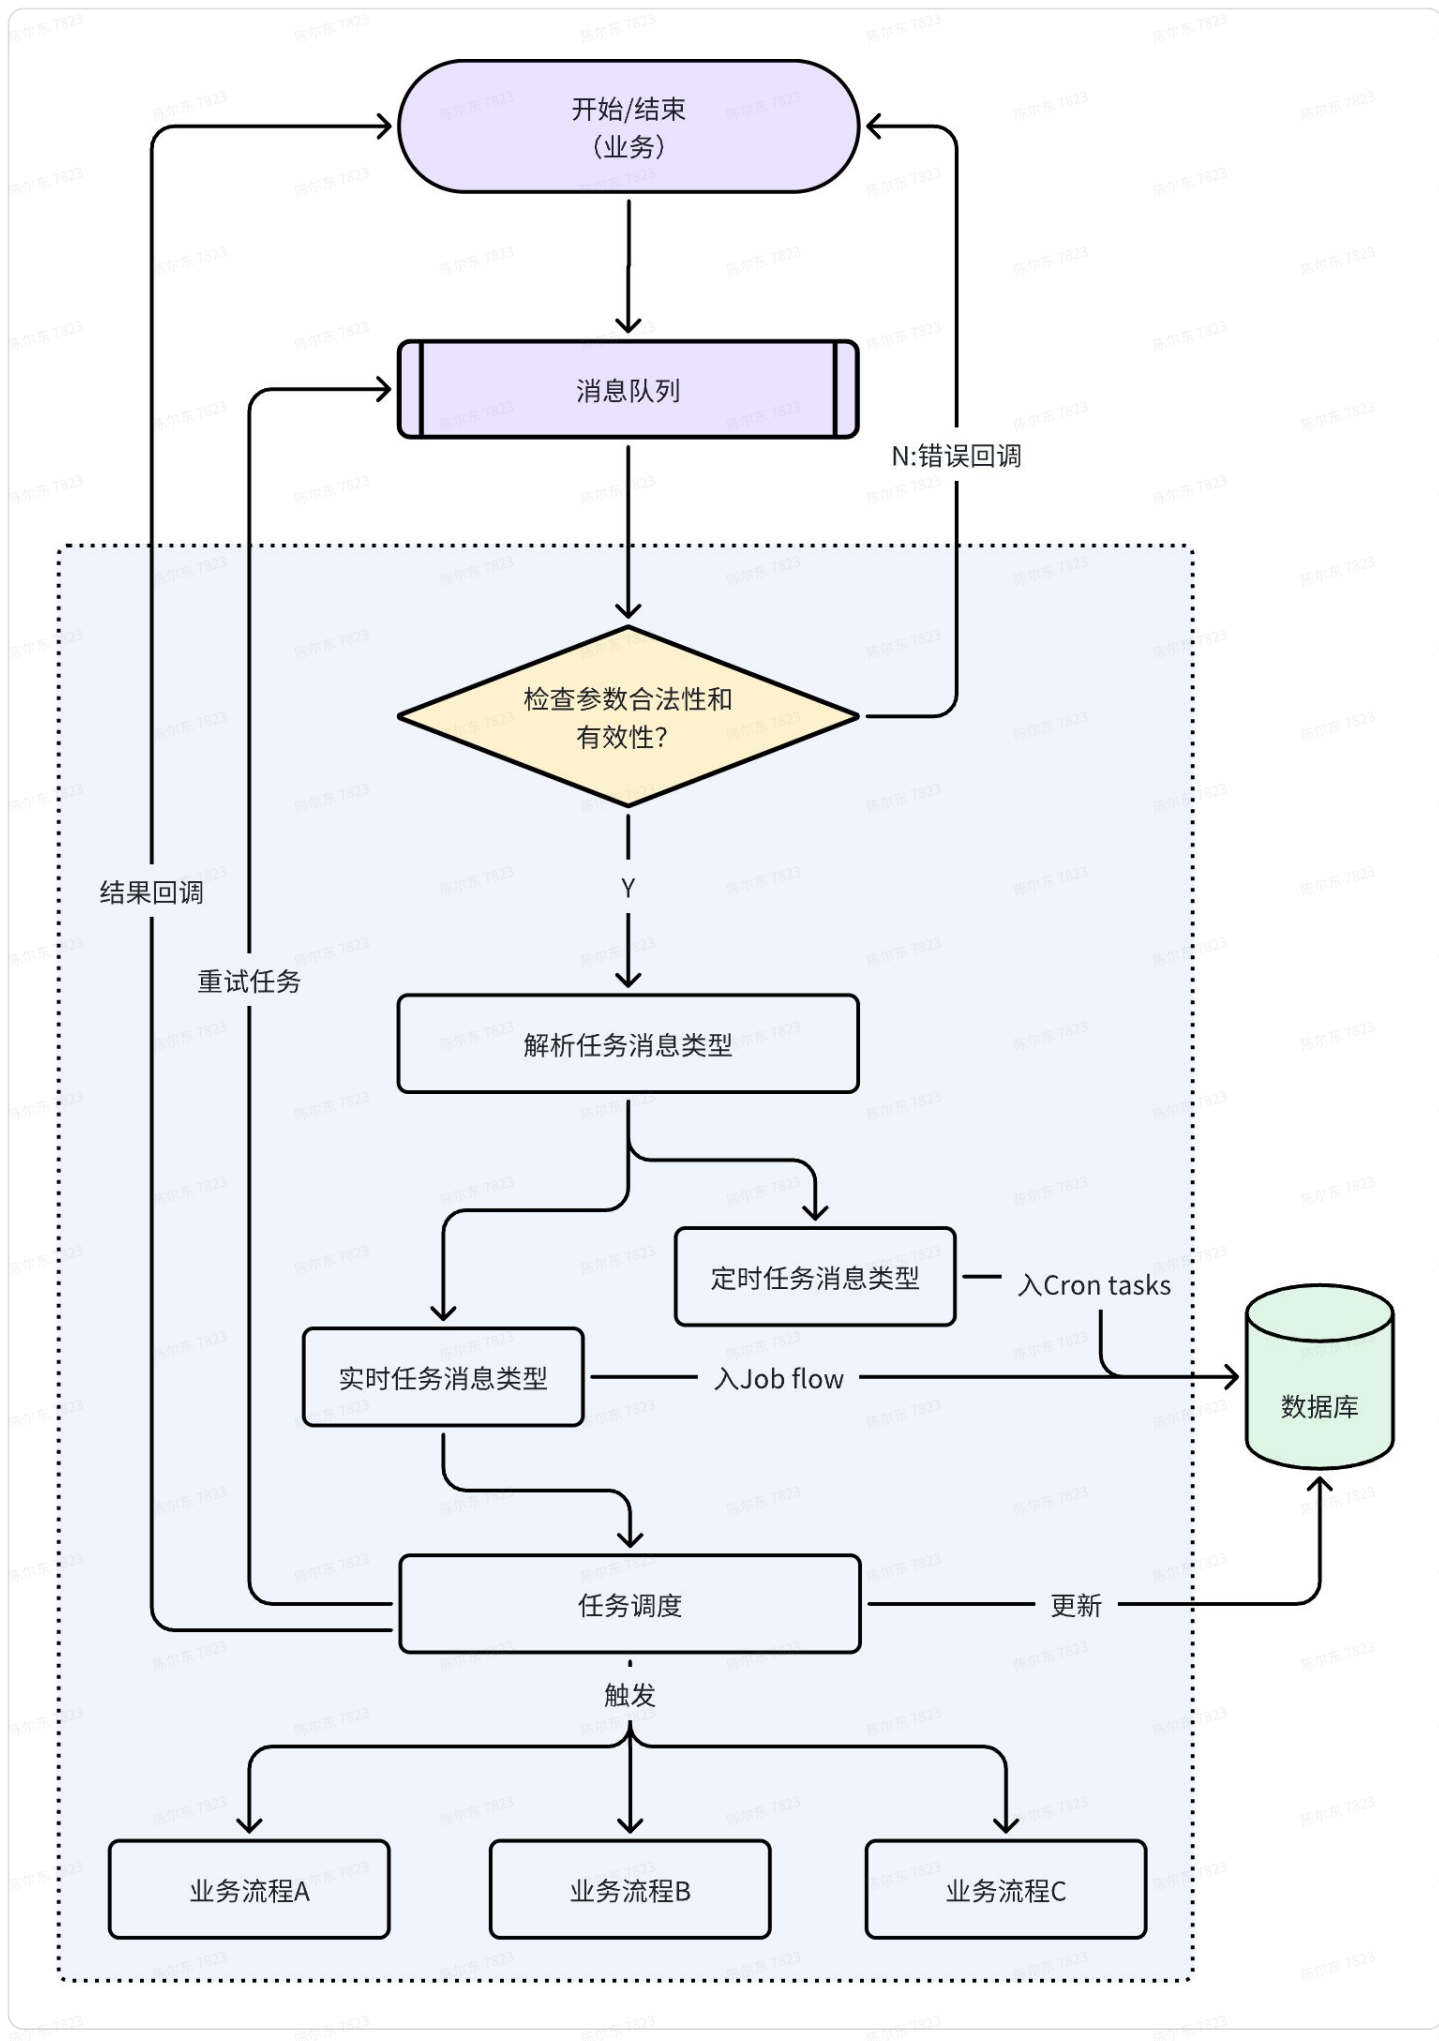 开始/结束
（业务）
消息队列
N:错误回调
检查参数合法性和
有效性?
Y
结果回调
重试任务
解析任务消息类型
定时任务消息类型
入Cron tasks
实时任务消息类型
入Job flow
数据库
任务调度
更新
触发
业务流程A
业务流程B
业务流程C
陈尔东 7823